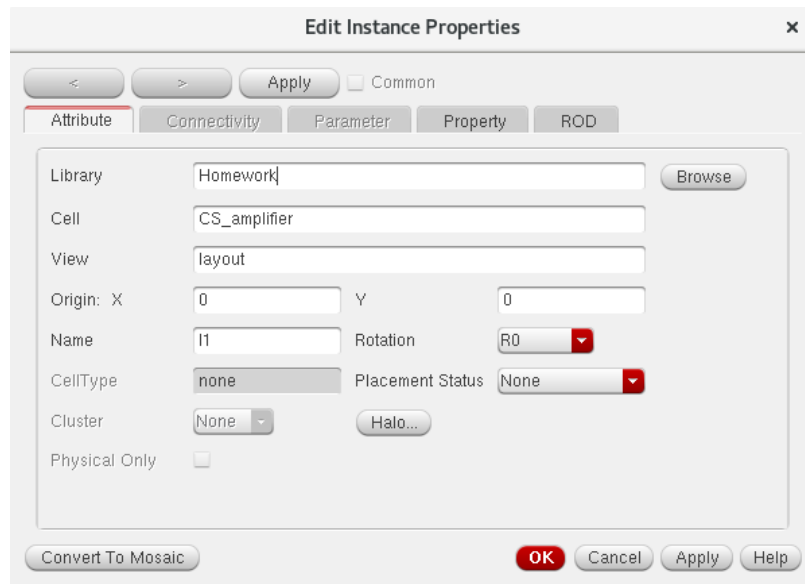 Edit Instance Properties ×
< > Apply Common
Attribute Connectivity Parameter Property ROD
Library Homework Browse
Cell CS_amplifier
View layout
Origin: X 0 Y 0
Name I1 Rotation R0
CellType none Placement Status None
Cluster None Halo...
Physical Only
Convert To Mosaic OK Cancel Apply Help